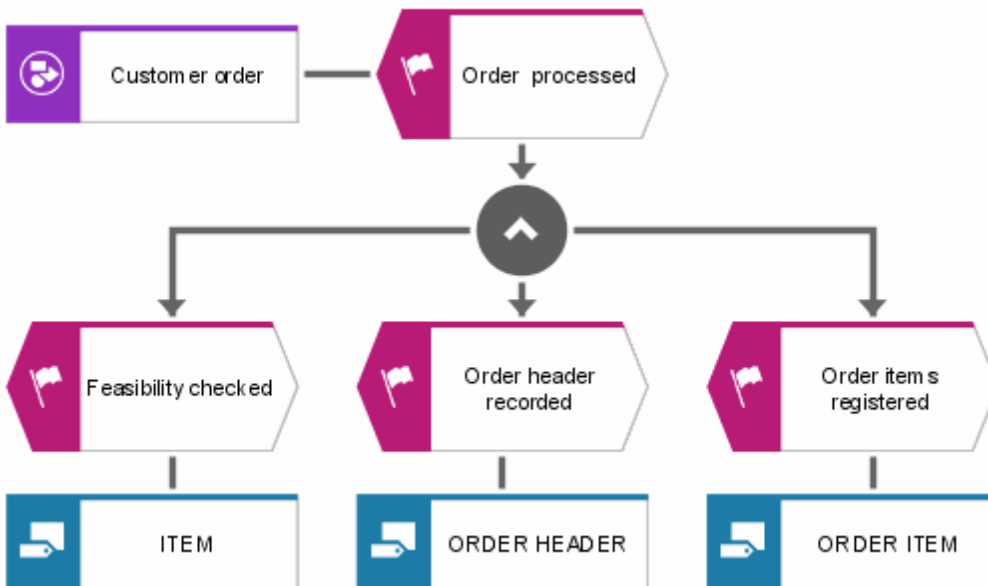 Customer order
Order processed
Feasibility checked
Order header
recorded
Order items
registered
ITEM
ORDER HEADER
ORDER ITEM